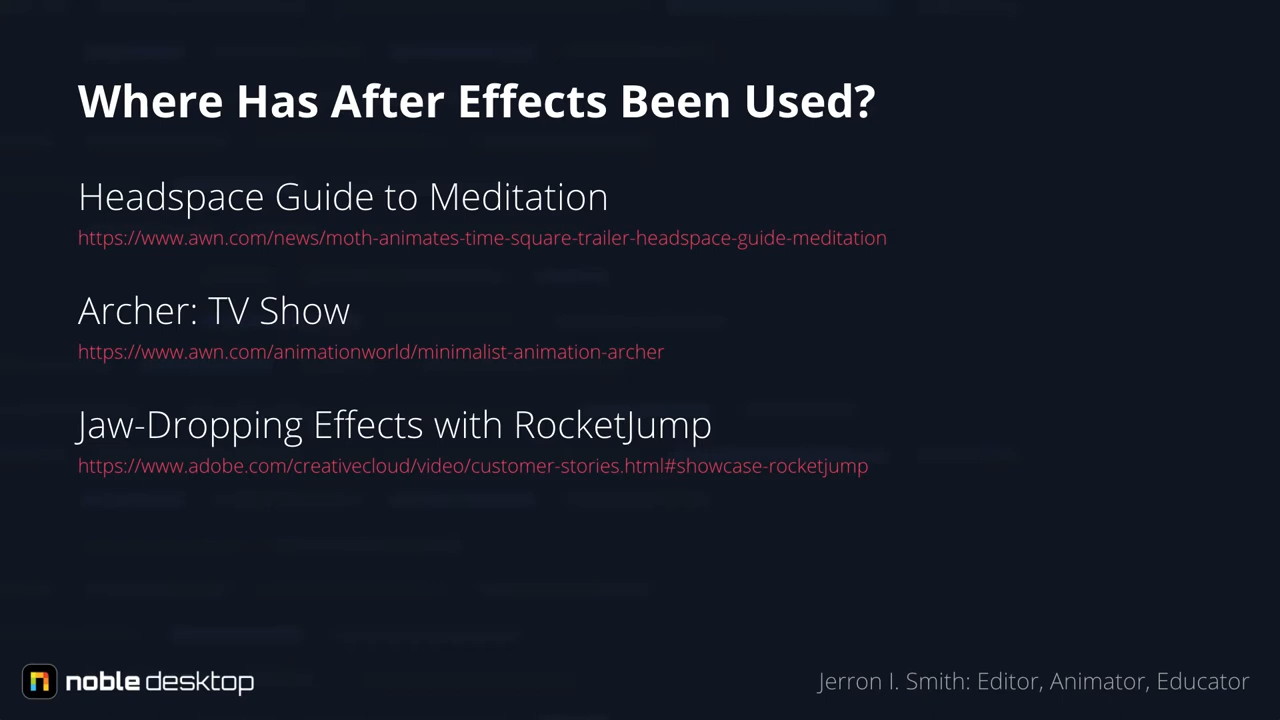 Where Has After Effects Been Used?
Headspace Guide to Meditation
https://www.awn.com/news/moth-animates-time-square-trailer-headspace-guide-meditation
Archer: TV Show
https://www.awn.com/animationworld/minimalist-animation-archer
Jaw-Dropping Effects with RocketJump
https://www.adobe.com/creativecloud/video/customer-stories.html#showcase-rocketjump
n noble desktop
Jerron I. Smith: Editor, Animator, Educator